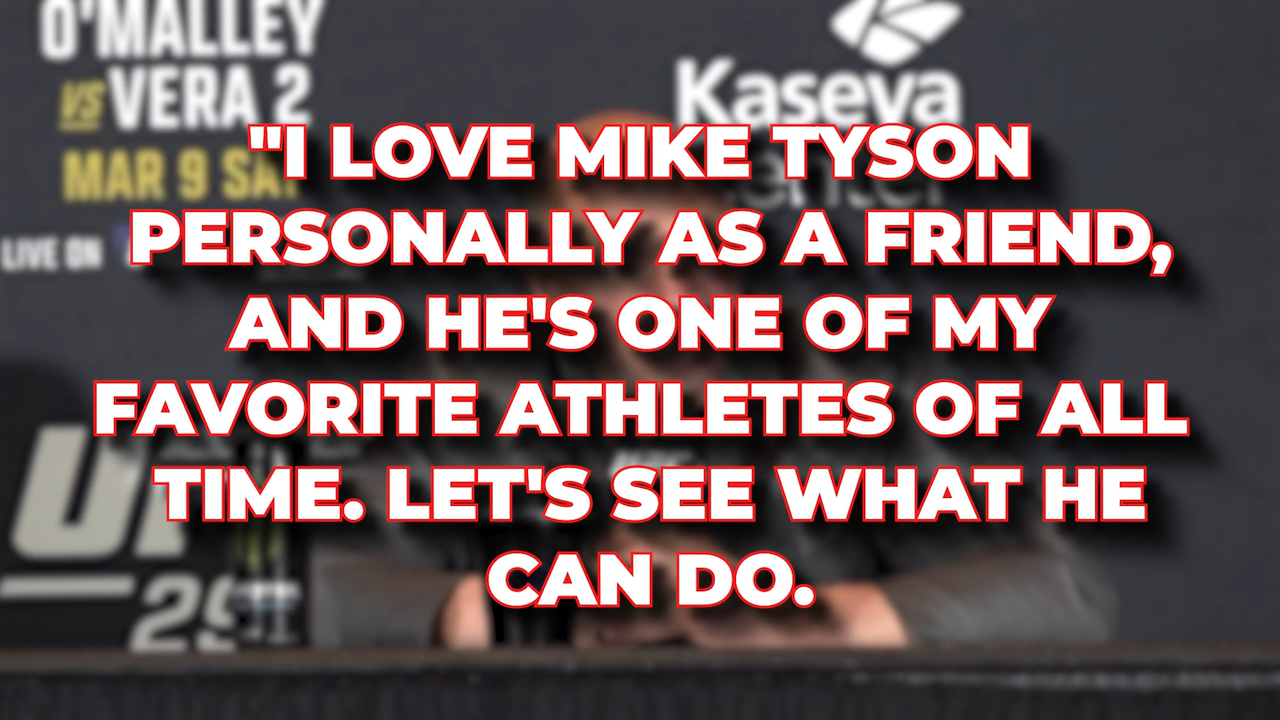 O'MALLEY
VS VERA 2
MAR 9 SAT
LIVE ON
Kaseya
"I LOVE MIKE TYSON
PERSONALLY AS A FRIEND,
AND HE'S ONE OF MY
FAVORITE ATHLETES OF ALL
TIME. LET'S SEE WHAT HE
CAN DO.